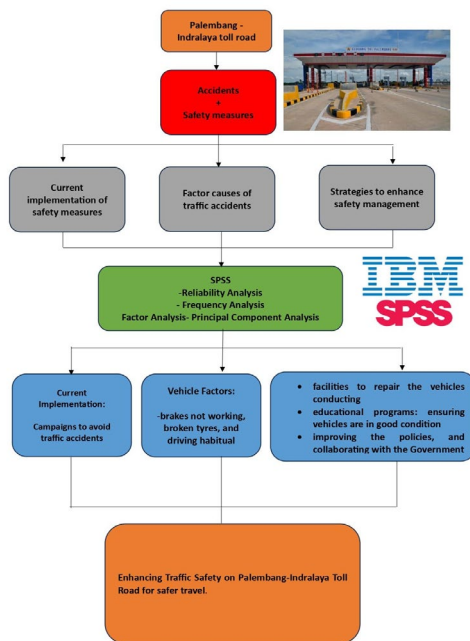 Palembang -
Indralaya toll road
Accidents
+
Safety measures
Current
implementation of
safety measures
Factor causes of
traffic accidents
Strategies to enhance
safety management
SPSS
-Reliability Analysis
- Frequency Analysis
Factor Analysis- Principal Component Analysis
IBM
SPSS
Current
Implementation:
Campaigns to avoid
traffic accidents
Vehicle Factors:
-brakes not working,
broken tyres, and
driving habitual
• facilities to repair the vehicles
conducting
• educational programs: ensuring
vehicles are in good condition
• improving the policies, and
collaborating with the Government
Enhancing Traffic Safety on Palembang-Indralaya Toll
Road for safer travel.